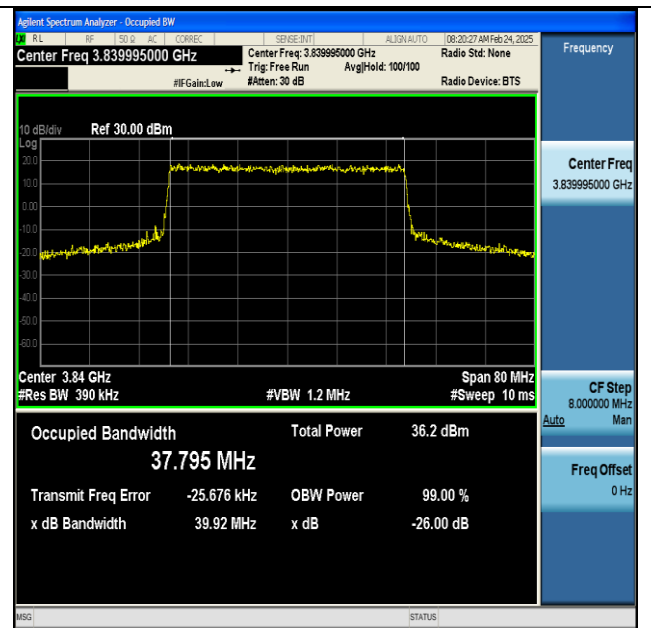 Agilent Spectrum Analyzer - Occupied BW
RL RF 50 Ω AC CORREC SENSE:INT ALIGN AUTO 08:20:27 AM Feb 24, 2025
Center Freq 3.839995000 GHz
Center Freq: 3.839995000 GHz
Radio Std: None
Trig: Free Run Avg|Hold: 100/100
#IFGain:Low #Atten: 30 dB Radio Device: BTS
Frequency
10 dB/div Ref 30.00 dBm
Log
20.0
10.0
0.00
-10.0
-20.0
-30.0
-40.0
-50.0
-60.0
Center 3.84 GHz Span 80 MHz
#Res BW 390 kHz #VBW 1.2 MHz #Sweep 10 ms
Occupied Bandwidth Total Power 36.2 dBm
37.795 MHz
Transmit Freq Error -25.676 kHz OBW Power 99.00 %
x dB Bandwidth 39.92 MHz x dB -26.00 dB
Center Freq
3.839995000 GHz
CF Step
8.000000 MHz
Auto Man
Freq Offset
0 Hz
MSG STATUS